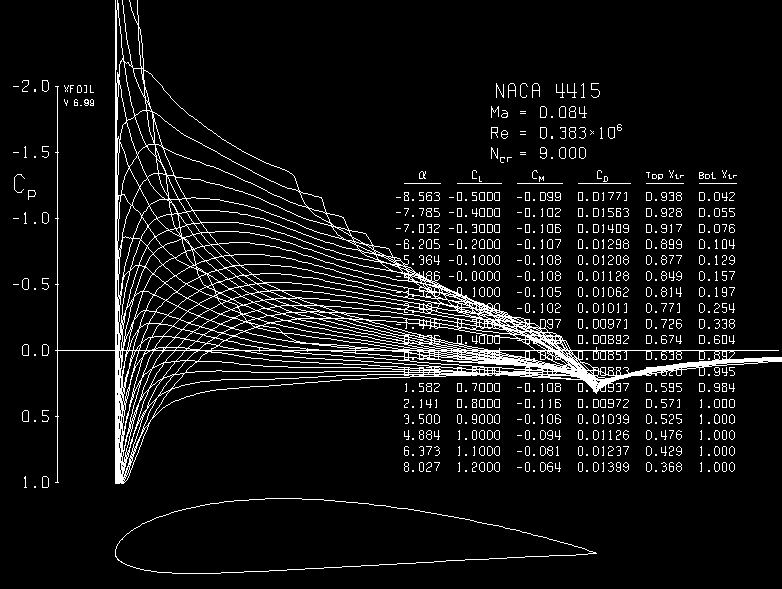 NACA 4415
Ma = 0.084
Re = 0.383×10⁶
Ncr = 9.000
XFOIL
V 6.99
Cp
-2.0
-1.5
-1.0
-0.5
0.0
0.5
1.0
α CL CM CD Top Xtr Bot Xtr
-8.563 -0.5000 -0.099 0.01771 0.938 0.042
-7.785 -0.4000 -0.102 0.01563 0.928 0.055
-7.032 -0.3000 -0.106 0.01409 0.917 0.076
-6.205 -0.2000 -0.107 0.01298 0.899 0.104
-5.364 -0.1000 -0.108 0.01208 0.877 0.129
-0.0000 -0.108 0.01128 0.849 0.157
0.1000 -0.105 0.01062 0.814 0.197
-0.102 0.01011 0.771 0.254
0.00971 0.726 0.338
0.4000 0.00892 0.674 0.604
0.00851 0.638 0.892
0.945
1.582 0.7000 -0.108 0.00937 0.595 0.984
2.141 0.8000 -0.116 0.00972 0.571 1.000
3.500 0.9000 -0.106 0.01039 0.525 1.000
4.884 1.0000 -0.094 0.01126 0.476 1.000
6.373 1.1000 -0.081 0.01237 0.429 1.000
8.027 1.2000 -0.064 0.01399 0.368 1.000